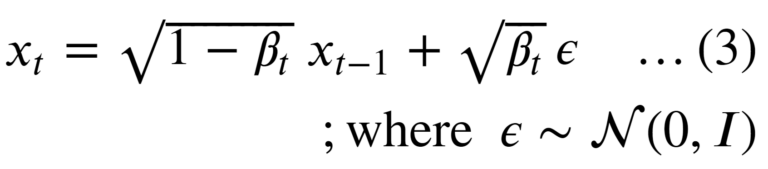 x_t = √(1 − β_t) x_{t−1} + √β_t ϵ … (3)
; where ϵ ∼ 𝒩(0, I)